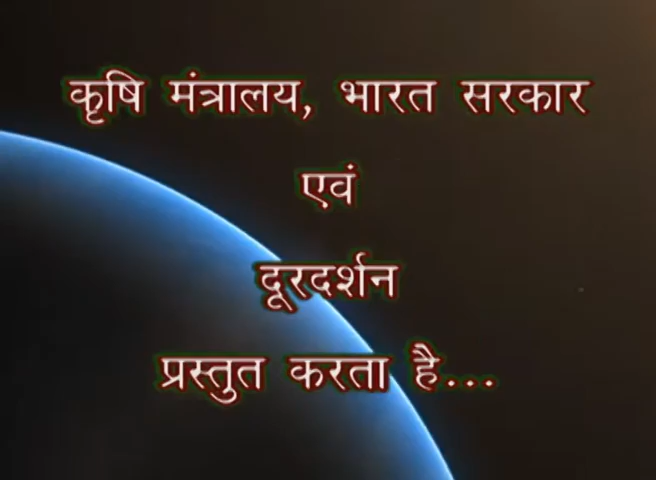 कृषि मंत्रालय, भारत सरकार
एवं
दूरदर्शन
प्रस्तुत करता है...